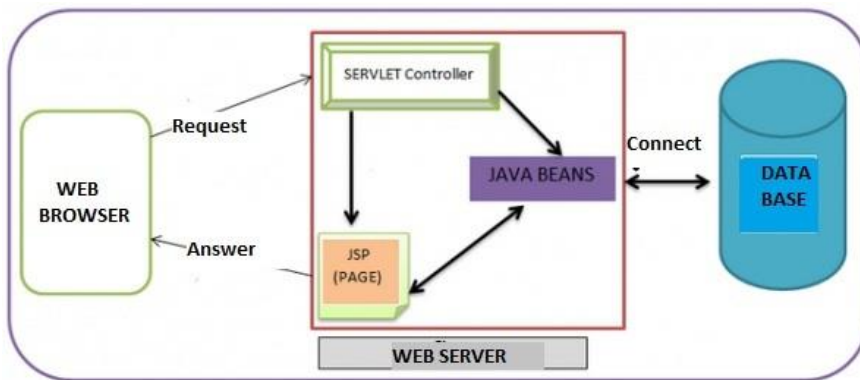 SERVLET Controller
Request
Connect
WEB
BROWSER
JAVA BEANS
DATA
BASE
Answer
JSP
(PAGE)
WEB SERVER